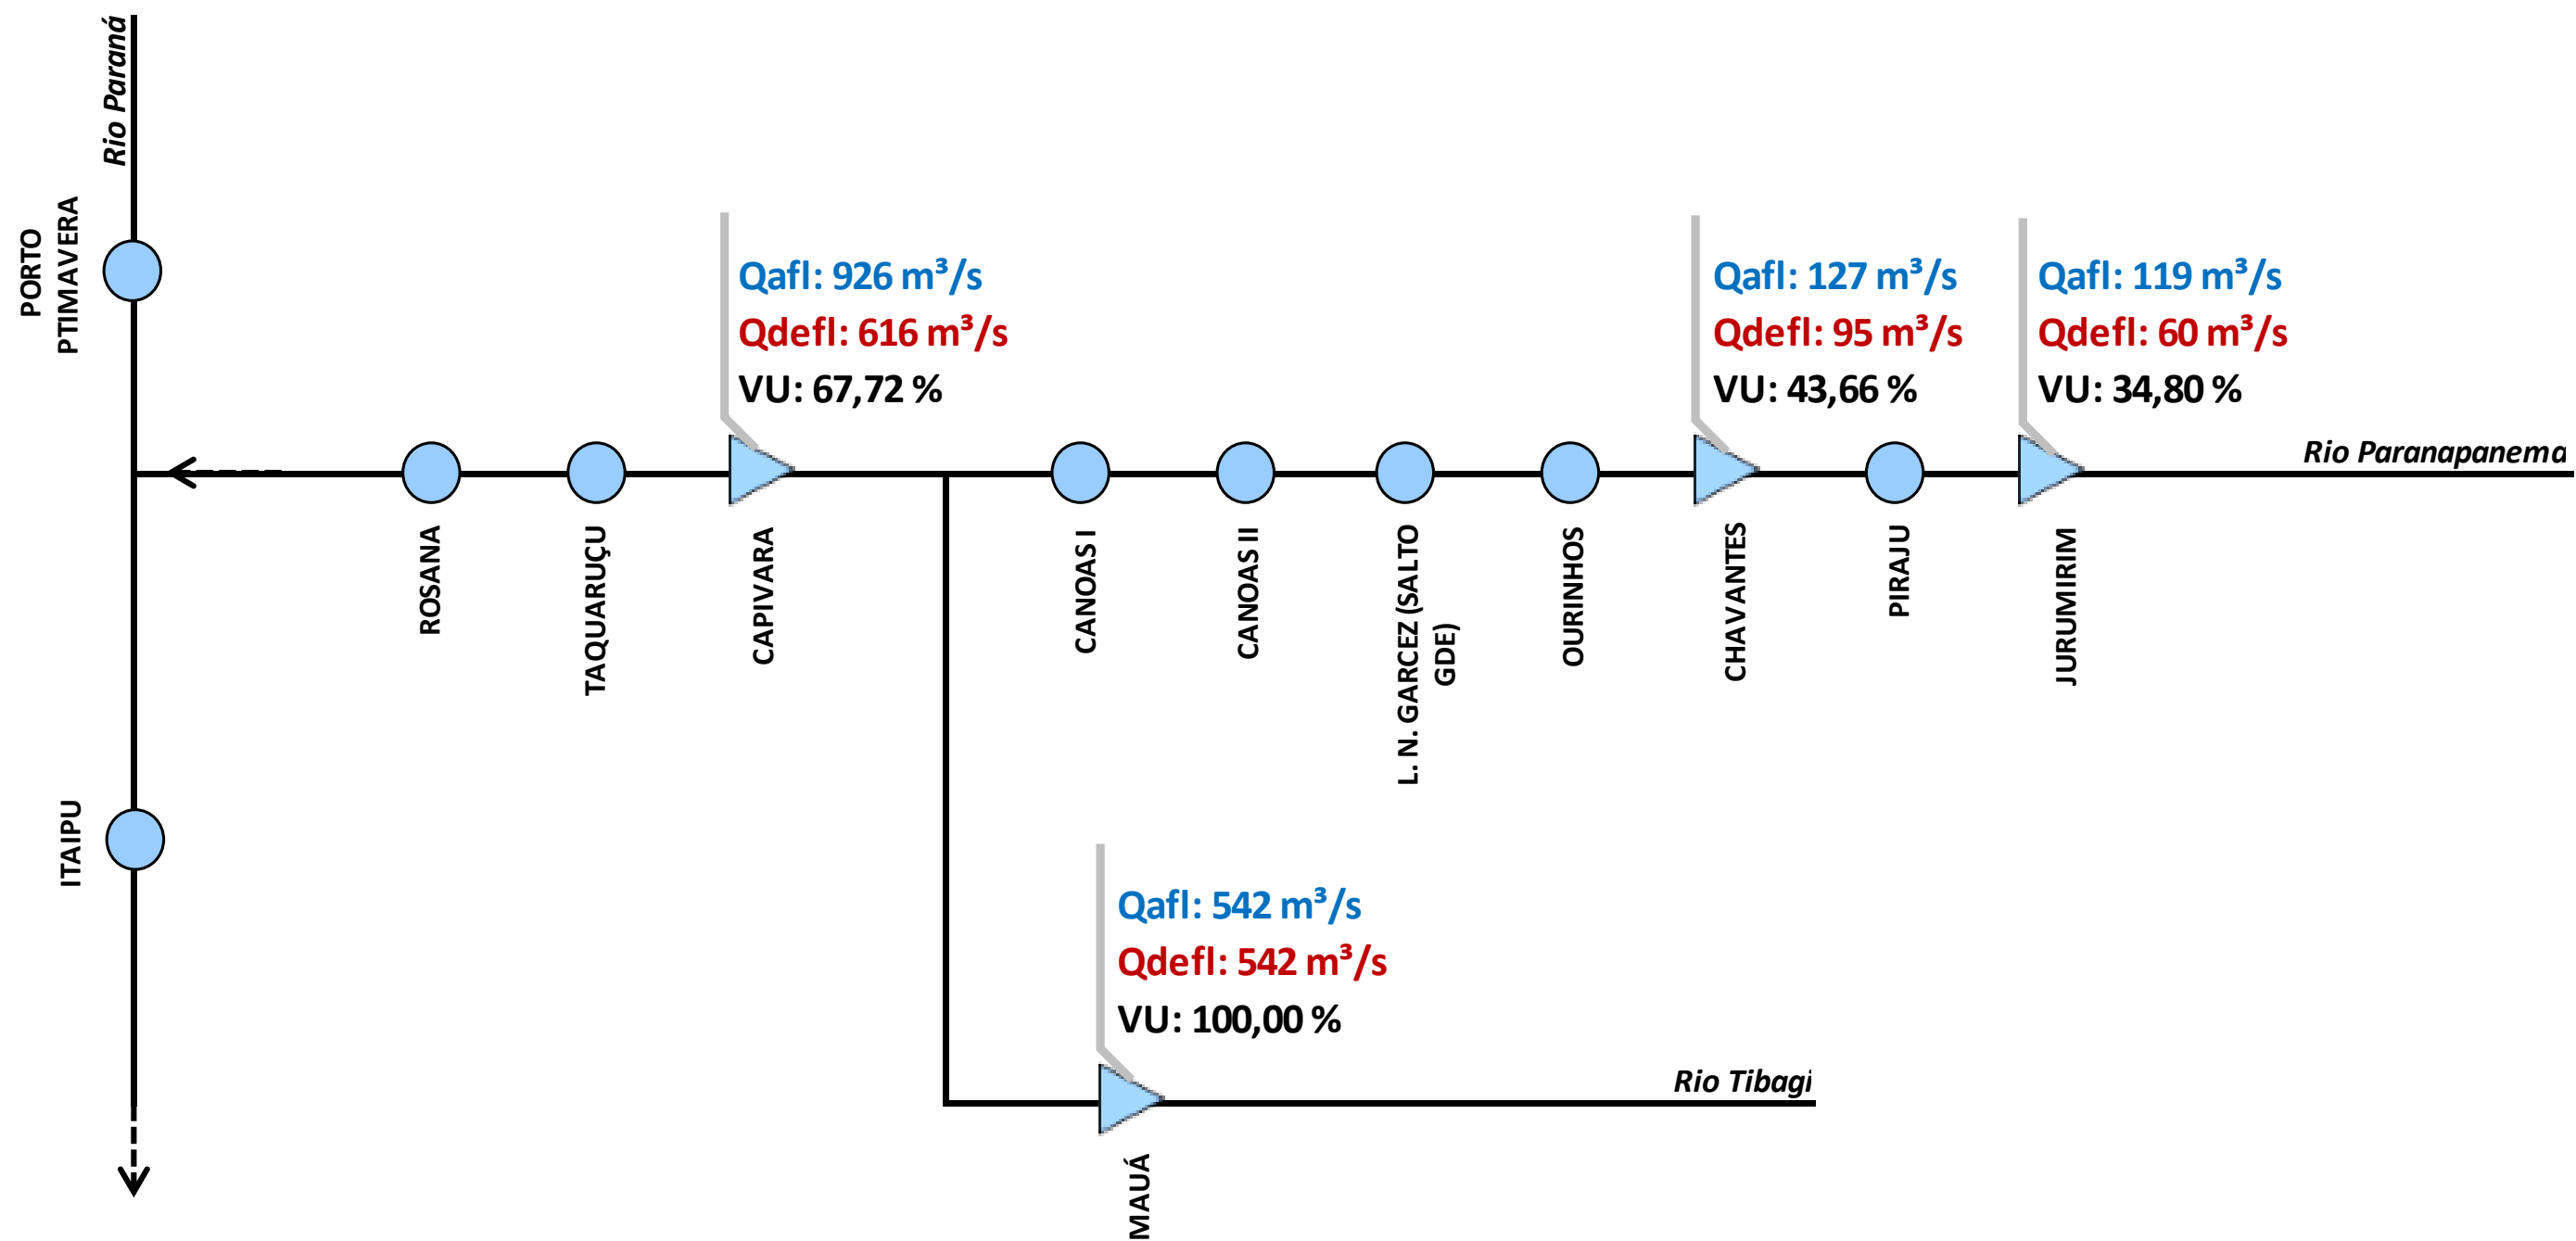 Rio Paraná
PORTO
PTIMAVERA
Qafl: 926 m³/s
Qdefl: 616 m³/s
VU: 67,72 %
Qafl: 127 m³/s
Qdefl: 95 m³/s
VU: 43,66 %
Qafl: 119 m³/s
Qdefl: 60 m³/s
VU: 34,80 %
Rio Paranapanema
ROSANA
TAQUARUÇU
CAPIVARA
CANOAS I
CANOAS II
L. N. GARCEZ (SALTO
GDE)
OURINHOS
CHAVANTES
PIRAJU
JURUMIRIM
ITAIPU
Qafl: 542 m³/s
Qdefl: 542 m³/s
VU: 100,00 %
Rio Tibagi
MAUÁ